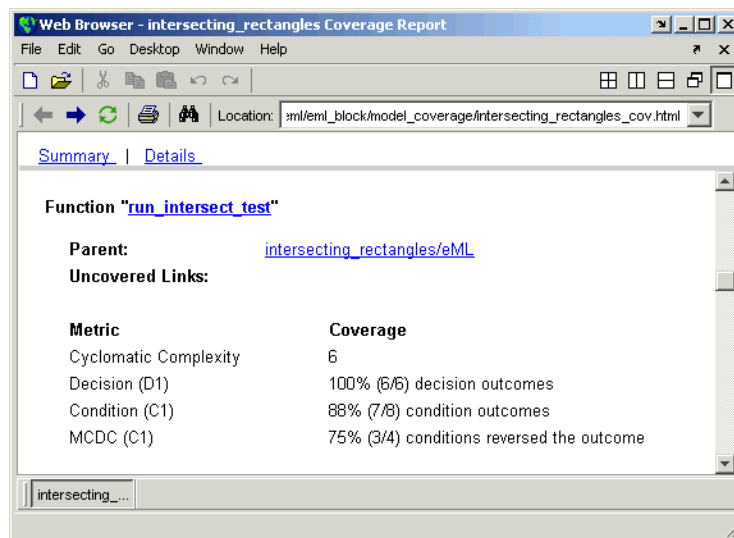 Web Browser - intersecting_rectangles Coverage Report
File Edit Go Desktop Window Help
Location: eml/eml_block/model_coverage/intersecting_rectangles_cov.html
Summary | Details
Function "run_intersect_test"
Parent: intersecting_rectangles/eML
Uncovered Links:
Metric Coverage
Cyclomatic Complexity 6
Decision (D1) 100% (6/6) decision outcomes
Condition (C1) 88% (7/8) condition outcomes
MCDC (C1) 75% (3/4) conditions reversed the outcome
intersecting_...